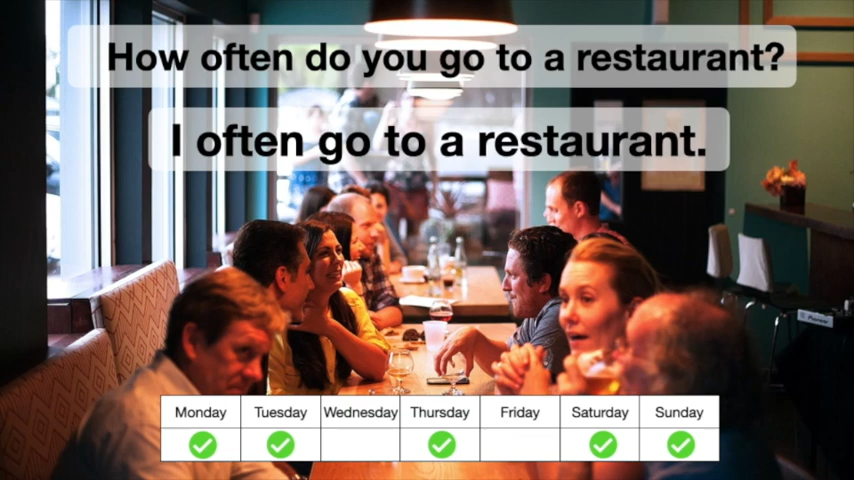 How often do you go to a restaurant?
I often go to a restaurant.
Monday Tuesday Wednesday Thursday Friday Saturday Sunday